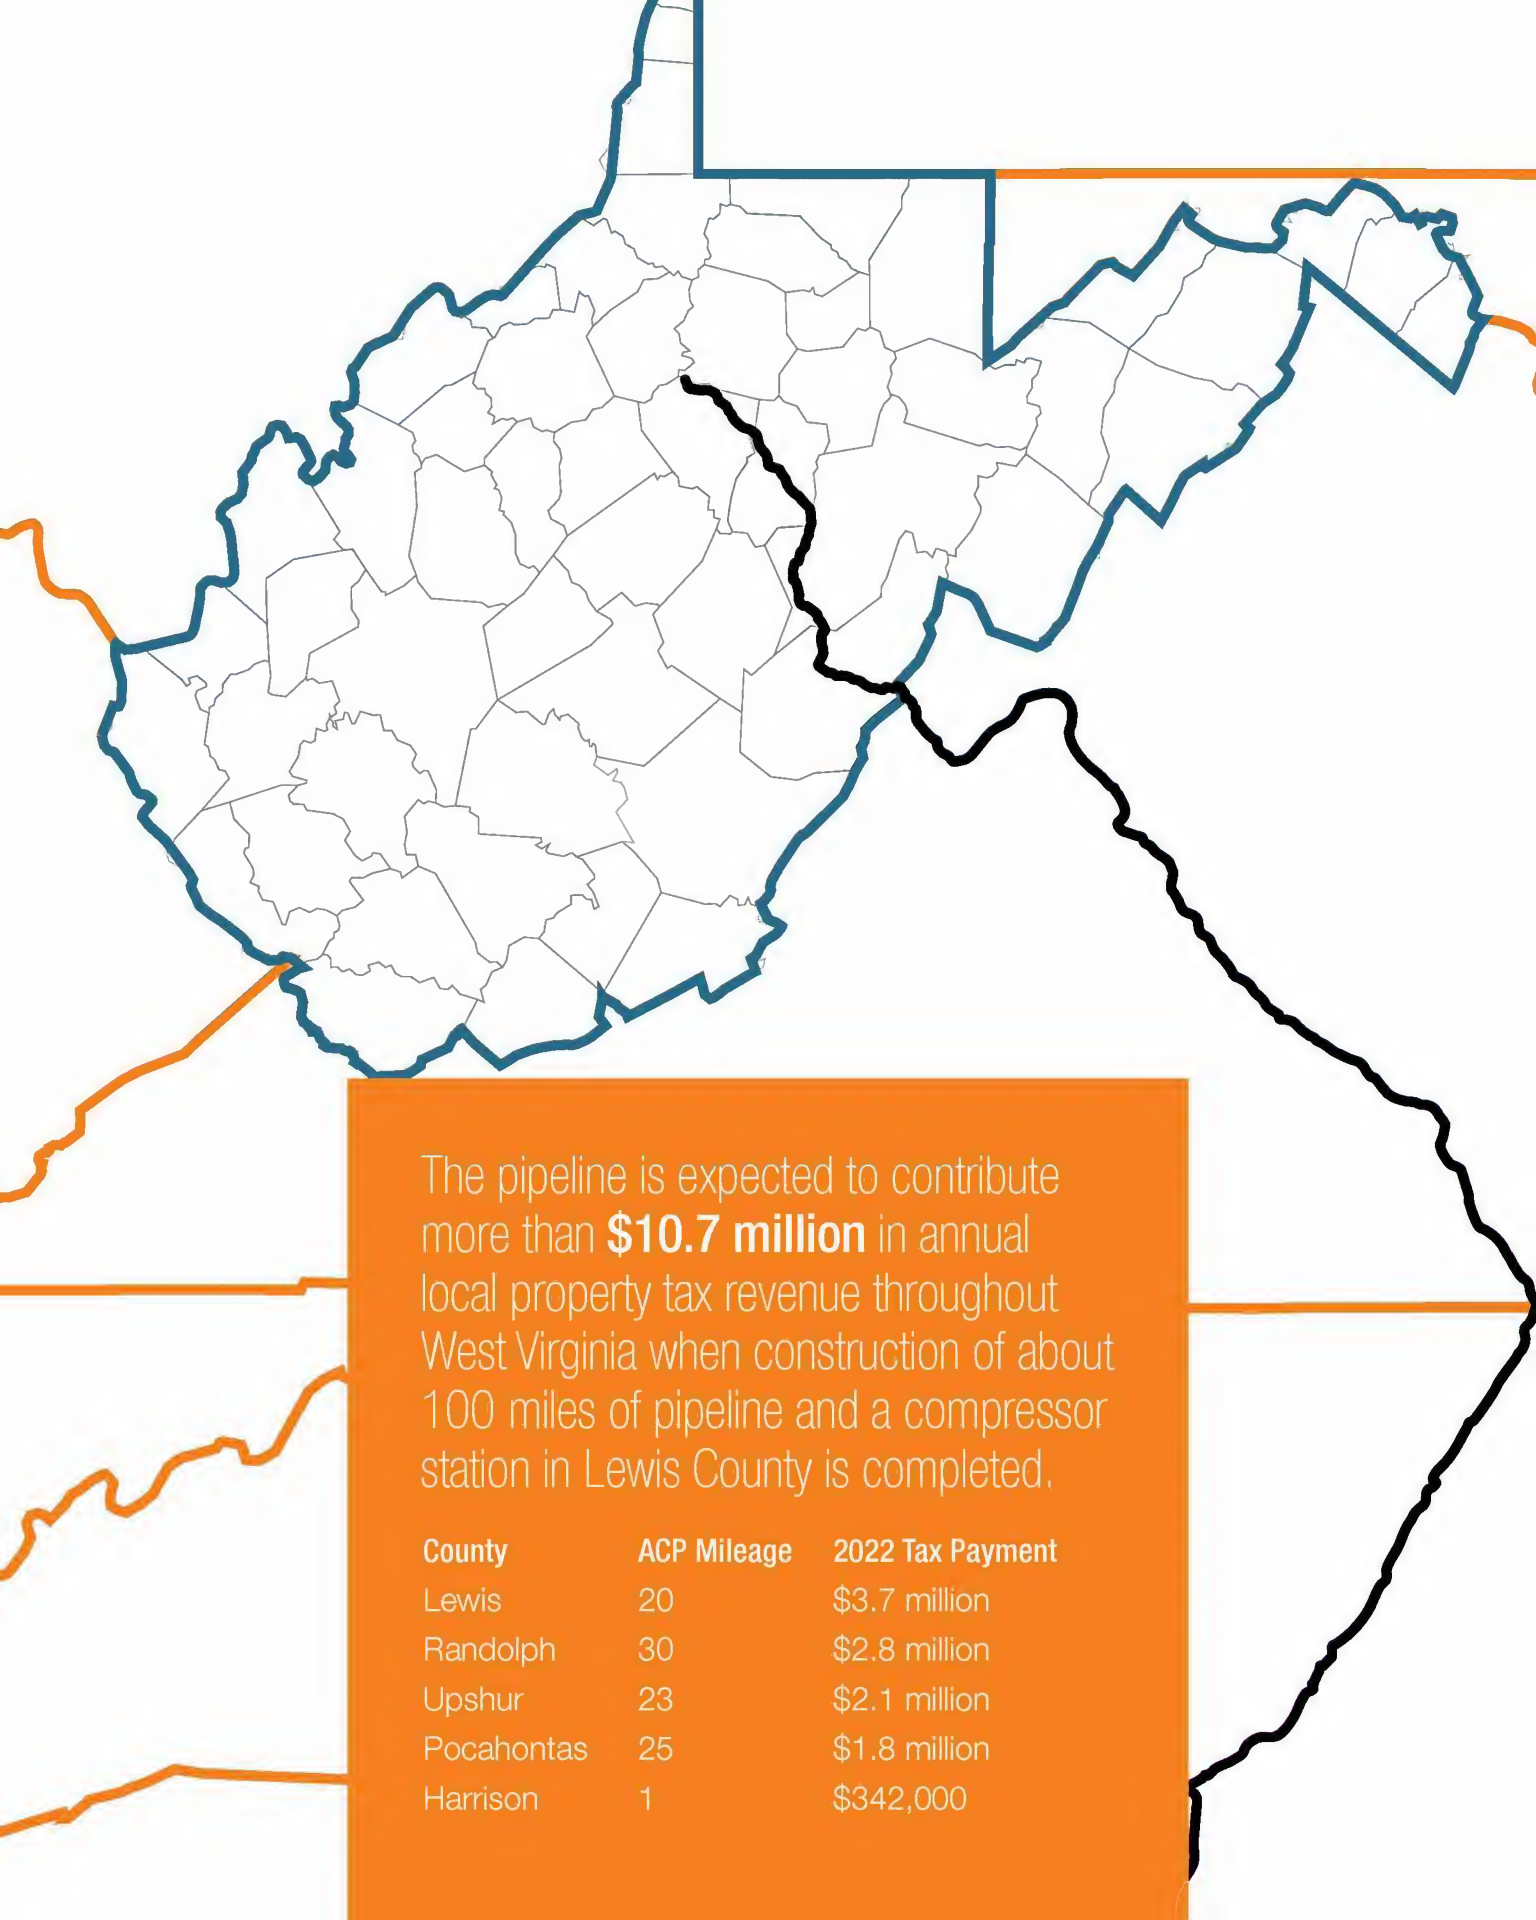 The pipeline is expected to contribute
more than $10.7 million in annual
local property tax revenue throughout
West Virginia when construction of about
100 miles of pipeline and a compressor
station in Lewis County is completed.
County ACP Mileage 2022 Tax Payment
Lewis 20 $3.7 million
Randolph 30 $2.8 million
Upshur 23 $2.1 million
Pocahontas 25 $1.8 million
Harrison 1 $342,000